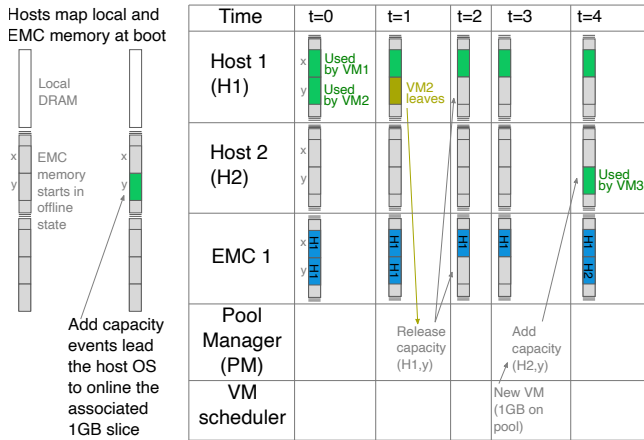 Hosts map local and
EMC memory at boot
Local
DRAM
x
y
EMC
memory
starts in
offline
state
x
y
Add capacity
events lead
the host OS
to online the
associated
1GB slice
Time
t=0
t=1
t=2
t=3
t=4
Host 1
(H1)
x
y
Used
by VM1
Used
by VM2
VM2
leaves
Host 2
(H2)
x
y
Used
by VM3
EMC 1
x
y
H1
H1
H1
H1
H1
H1
H1
H2
Pool
Manager
(PM)
Release
capacity
(H1,y)
Add
capacity
(H2,y)
VM
scheduler
New VM
(1GB on
pool)